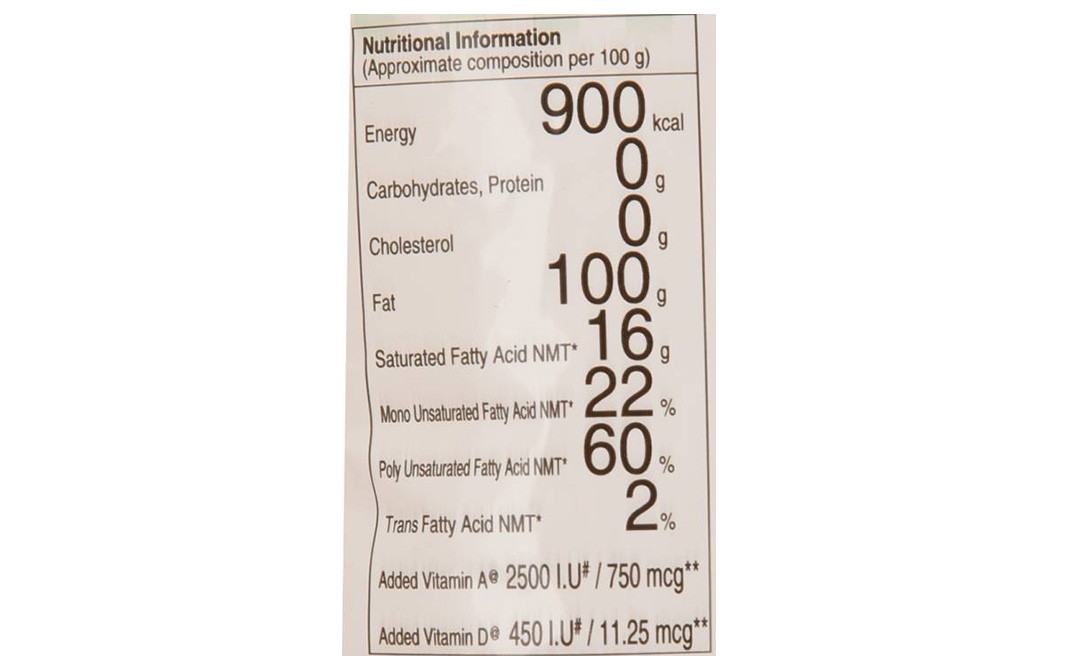 Nutritional Information
(Approximate composition per 100 g)
Energy 900 kcal
Carbohydrates, Protein 0 g
Cholesterol 0 g
Fat 100 g
Saturated Fatty Acid NMT* 16 g
Mono Unsaturated Fatty Acid NMT* 22 %
Poly Unsaturated Fatty Acid NMT* 60 %
Trans Fatty Acid NMT* 2 %
Added Vitamin A@ 2500 I.U# / 750 mcg**
Added Vitamin D@ 450 I.U# / 11.25 mcg**